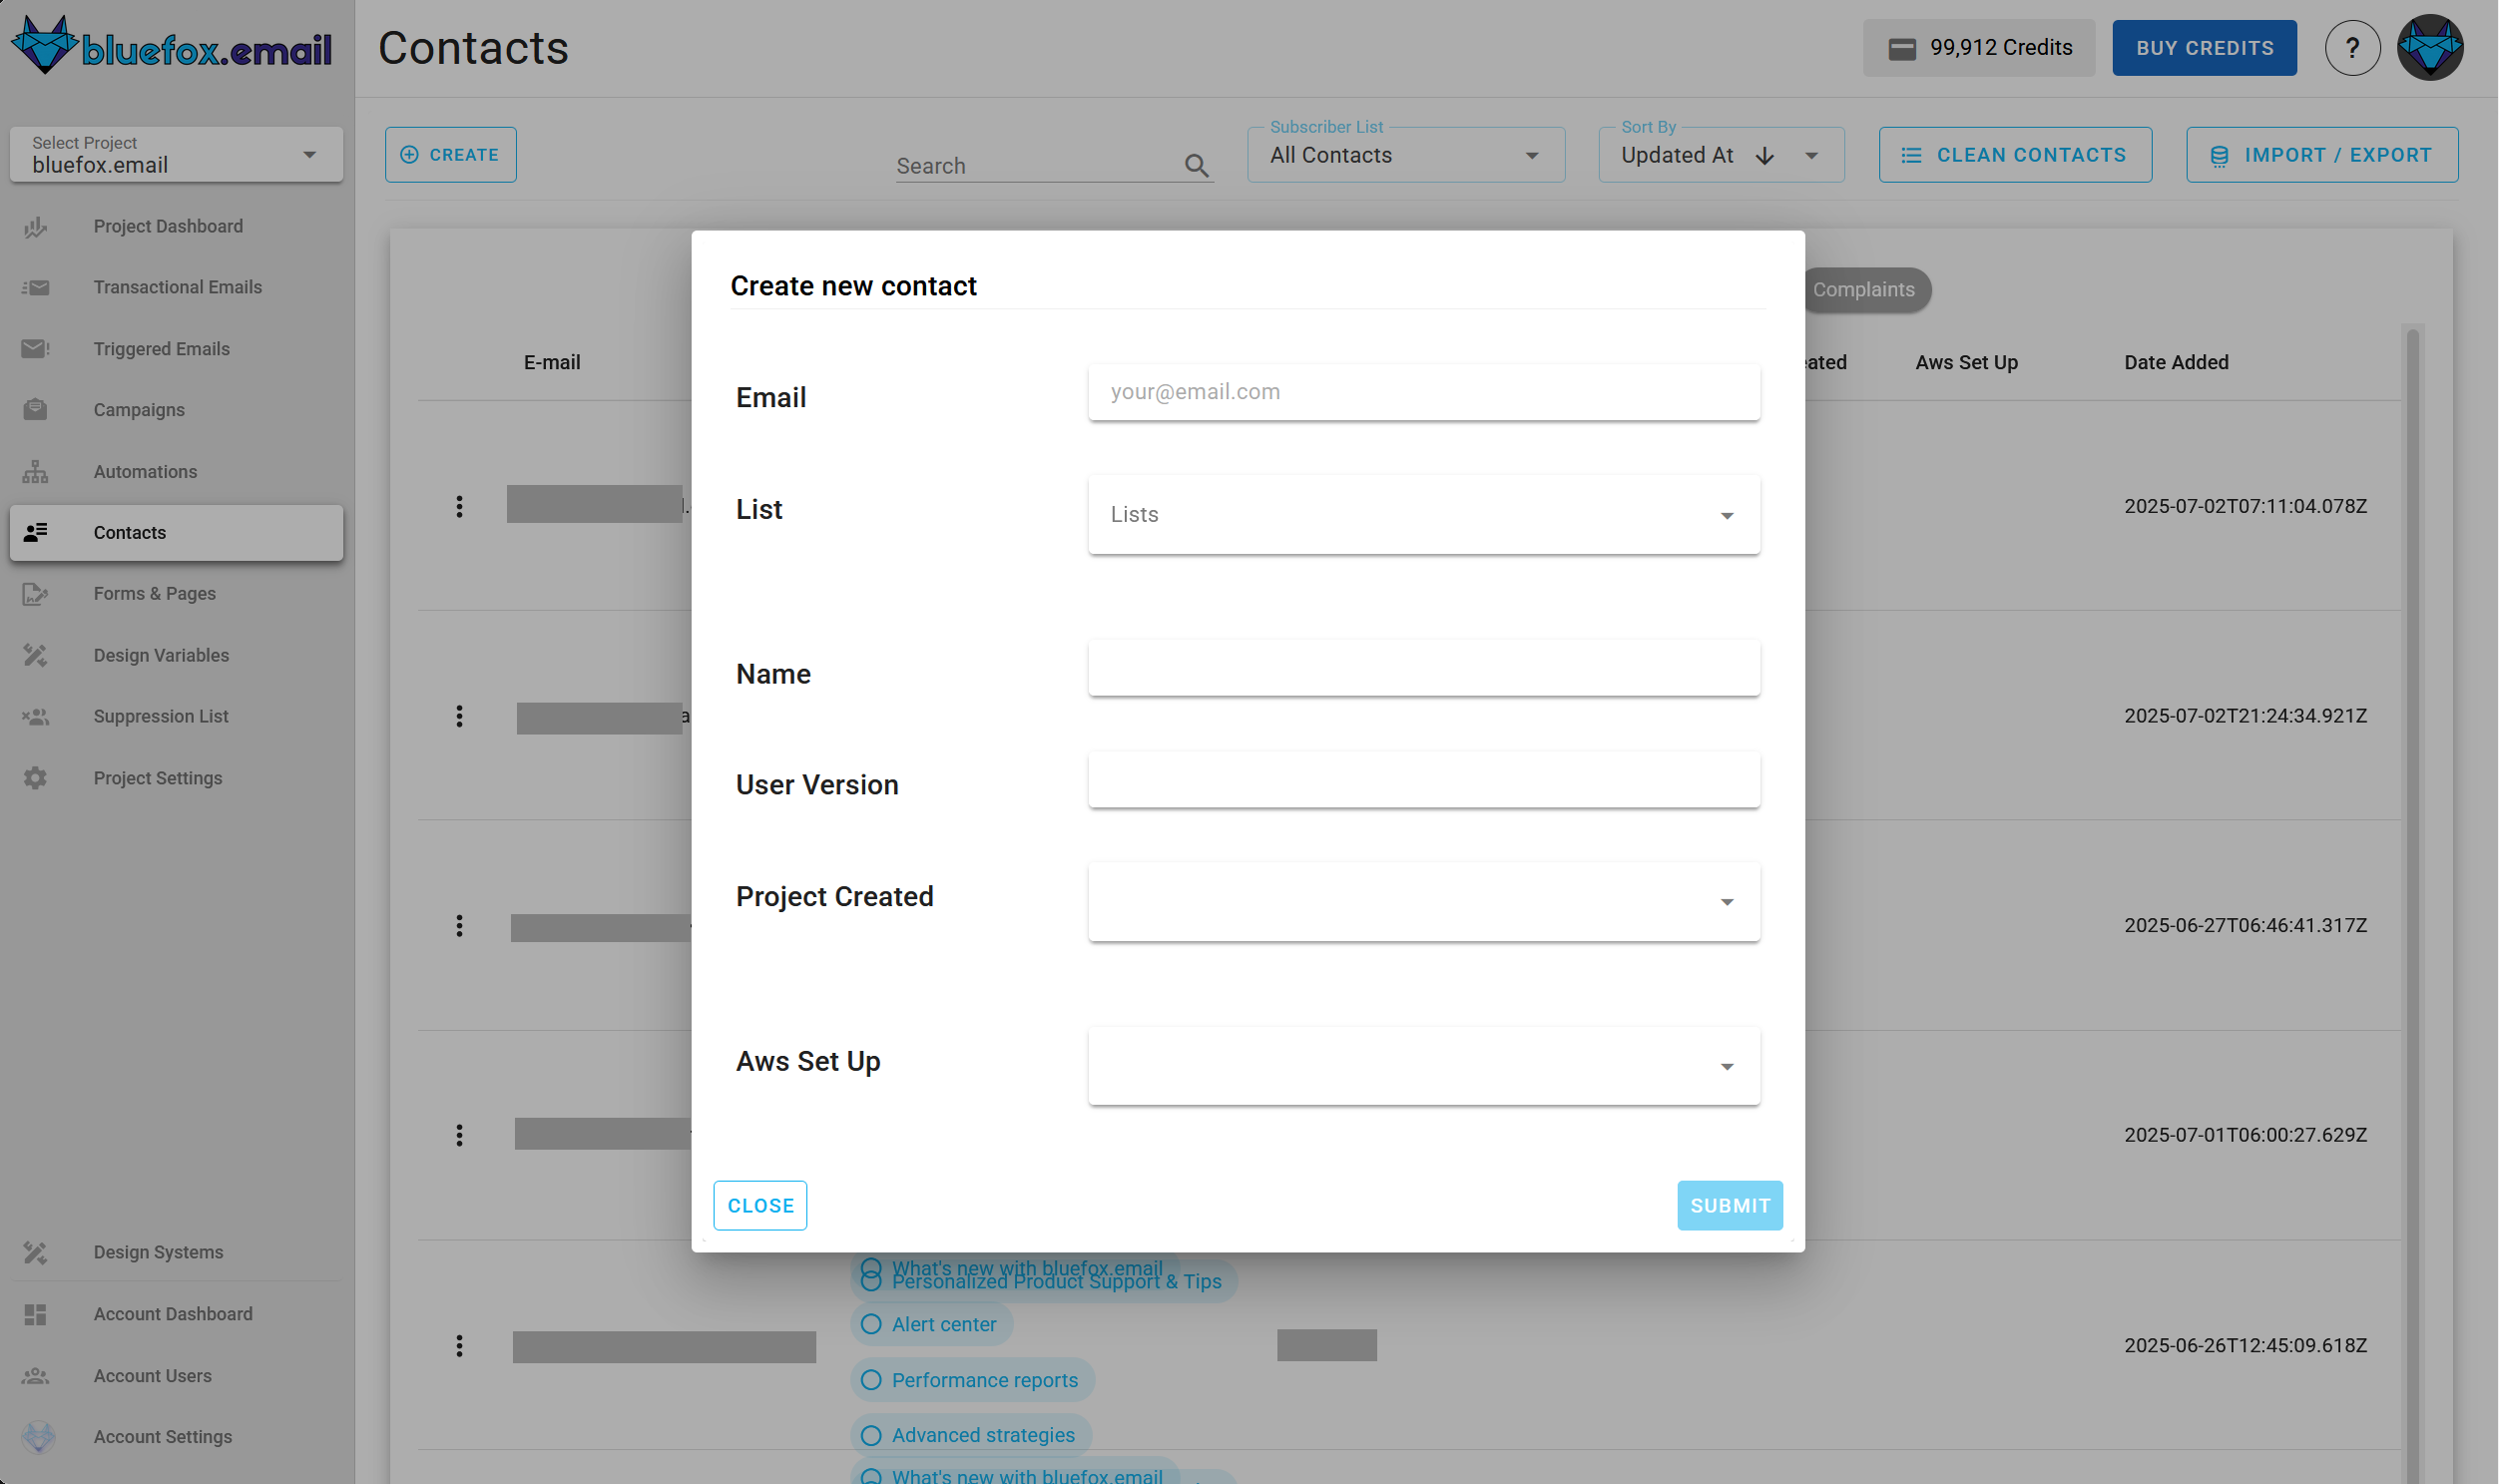 bluefox.email
Contacts
99,912 Credits
BUY CREDITS
?
Select Project
bluefox.email
CREATE
Search
Subscriber List
All Contacts
Sort By
Updated At
CLEAN CONTACTS
IMPORT / EXPORT
Project Dashboard
Transactional Emails
Triggered Emails
Campaigns
Automations
Contacts
Forms & Pages
Design Variables
Suppression List
Project Settings
Design Systems
Account Dashboard
Account Users
Account Settings
Complaints
E-mail
eated
Aws Set Up
Date Added
2025-07-02T07:11:04.078Z
2025-07-02T21:24:34.921Z
2025-06-27T06:46:41.317Z
2025-07-01T06:00:27.629Z
2025-06-26T12:45:09.618Z
Create new contact
Email
your@email.com
List
Lists
Name
User Version
Project Created
Aws Set Up
CLOSE
SUBMIT
What's new with bluefox.email
Personalized Product Support & Tips
Alert center
Performance reports
Advanced strategies
What's new with bluefox.email